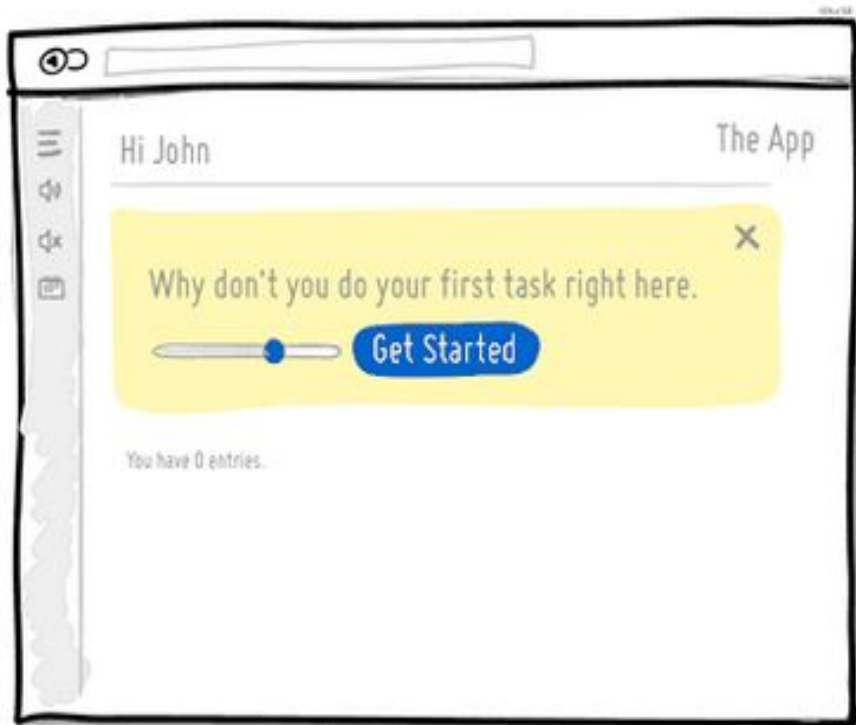 Hi John
The App
Why don't you do your first task right here.
Get Started
You have 0 entries.